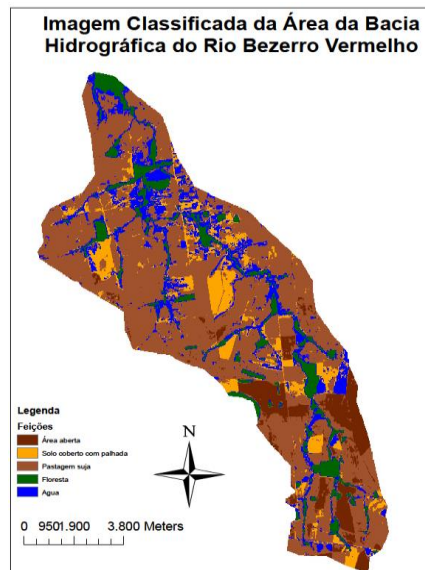 Imagem Classificada da Área da Bacia
Hidrográfica do Rio Bezerro Vermelho
Legenda
Feições
Área aberta
Solo coberto com palhada
Pastagem suja
Floresta
Agua
N
0 9501.900 3.800 Meters